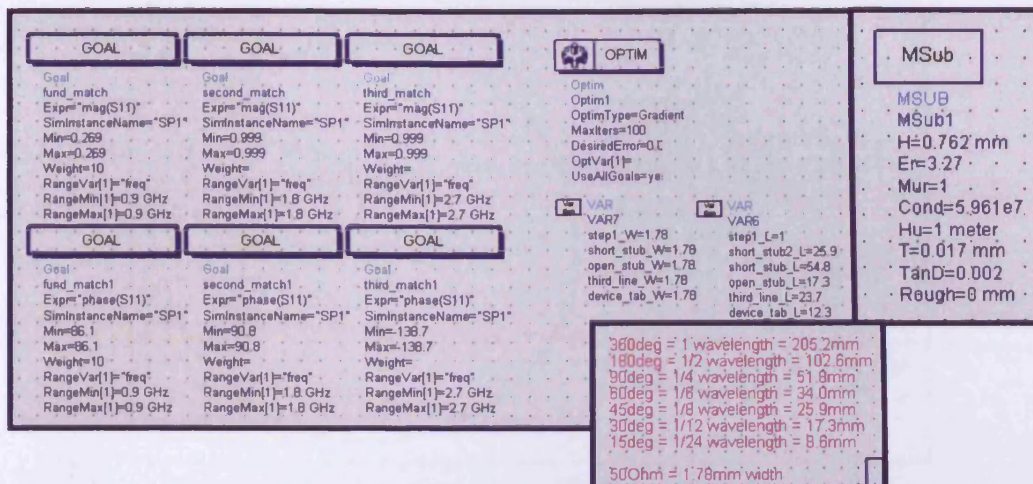 GOAL
Goal
fund_match
Expr="mag(S11)"
SimInstanceName="SP1"
Min=0.269
Max=0.269
Weight=10
RangeVar[1]="freq"
RangeMin[1]=0.9 GHz
RangeMax[1]=0.9 GHz
GOAL
Goal
second_match
Expr="mag(S11)"
SimInstanceName="SP1"
Min=0.999
Max=0.999
Weight=
RangeVar[1]="freq"
RangeMin[1]=1.8 GHz
RangeMax[1]=1.8 GHz
GOAL
Goal
third_match
Expr="mag(S11)"
SimInstanceName="SP1"
Min=0.999
Max=0.999
Weight=
RangeVar[1]="freq"
RangeMin[1]=2.7 GHz
RangeMax[1]=2.7 GHz
GOAL
Goal
fund_match1
Expr="phase(S11)"
SimInstanceName="SP1"
Min=86.1
Max=86.1
Weight=10
RangeVar[1]="freq"
RangeMin[1]=0.9 GHz
RangeMax[1]=0.9 GHz
GOAL
Goal
second_match1
Expr="phase(S11)"
SimInstanceName="SP1"
Min=90.8
Max=90.8
Weight=
RangeVar[1]="freq"
RangeMin[1]=1.8 GHz
RangeMax[1]=1.8 GHz
GOAL
Goal
third_match1
Expr="phase(S11)"
SimInstanceName="SP1"
Min=-138.7
Max=-138.7
Weight=
RangeVar[1]="freq"
RangeMin[1]=2.7 GHz
RangeMax[1]=2.7 GHz
OPTIM
Optim
Optim1
OptimType=Gradient
MaxIters=100
OptVar[1]=
UseAllGoals=ye
VAR
VAR7
step1_W=1.78
short_stub_W=1.78
open_stub_W=1.78
third_line_W=1.78
device_tab_W=1.78
VAR
VAR6
step1_L=1
short_stub2_L=25.9
short_stub_L=54.8
open_stub_L=17.3
third_line_L=23.7
device_tab_L=12.3
MSub
MSUB
MSub1
H=0.762 mm
Er=3.27
Mur=1
Cond=5.961e7
Hu=1 meter
T=0.017 mm
TanD=0.002
Rough=0 mm
360deg = 1 wavelength = 205.2mm
180deg = 1/2 wavelength = 102.6mm
90deg = 1/4 wavelength = 51.8mm
60deg = 1/6 wavelength = 34.0mm
45deg = 1/8 wavelength = 25.9mm
30deg = 1/12 wavelength = 17.3mm
15deg = 1/24 wavelength = 8.6mm
50Ohm = 1.78mm width